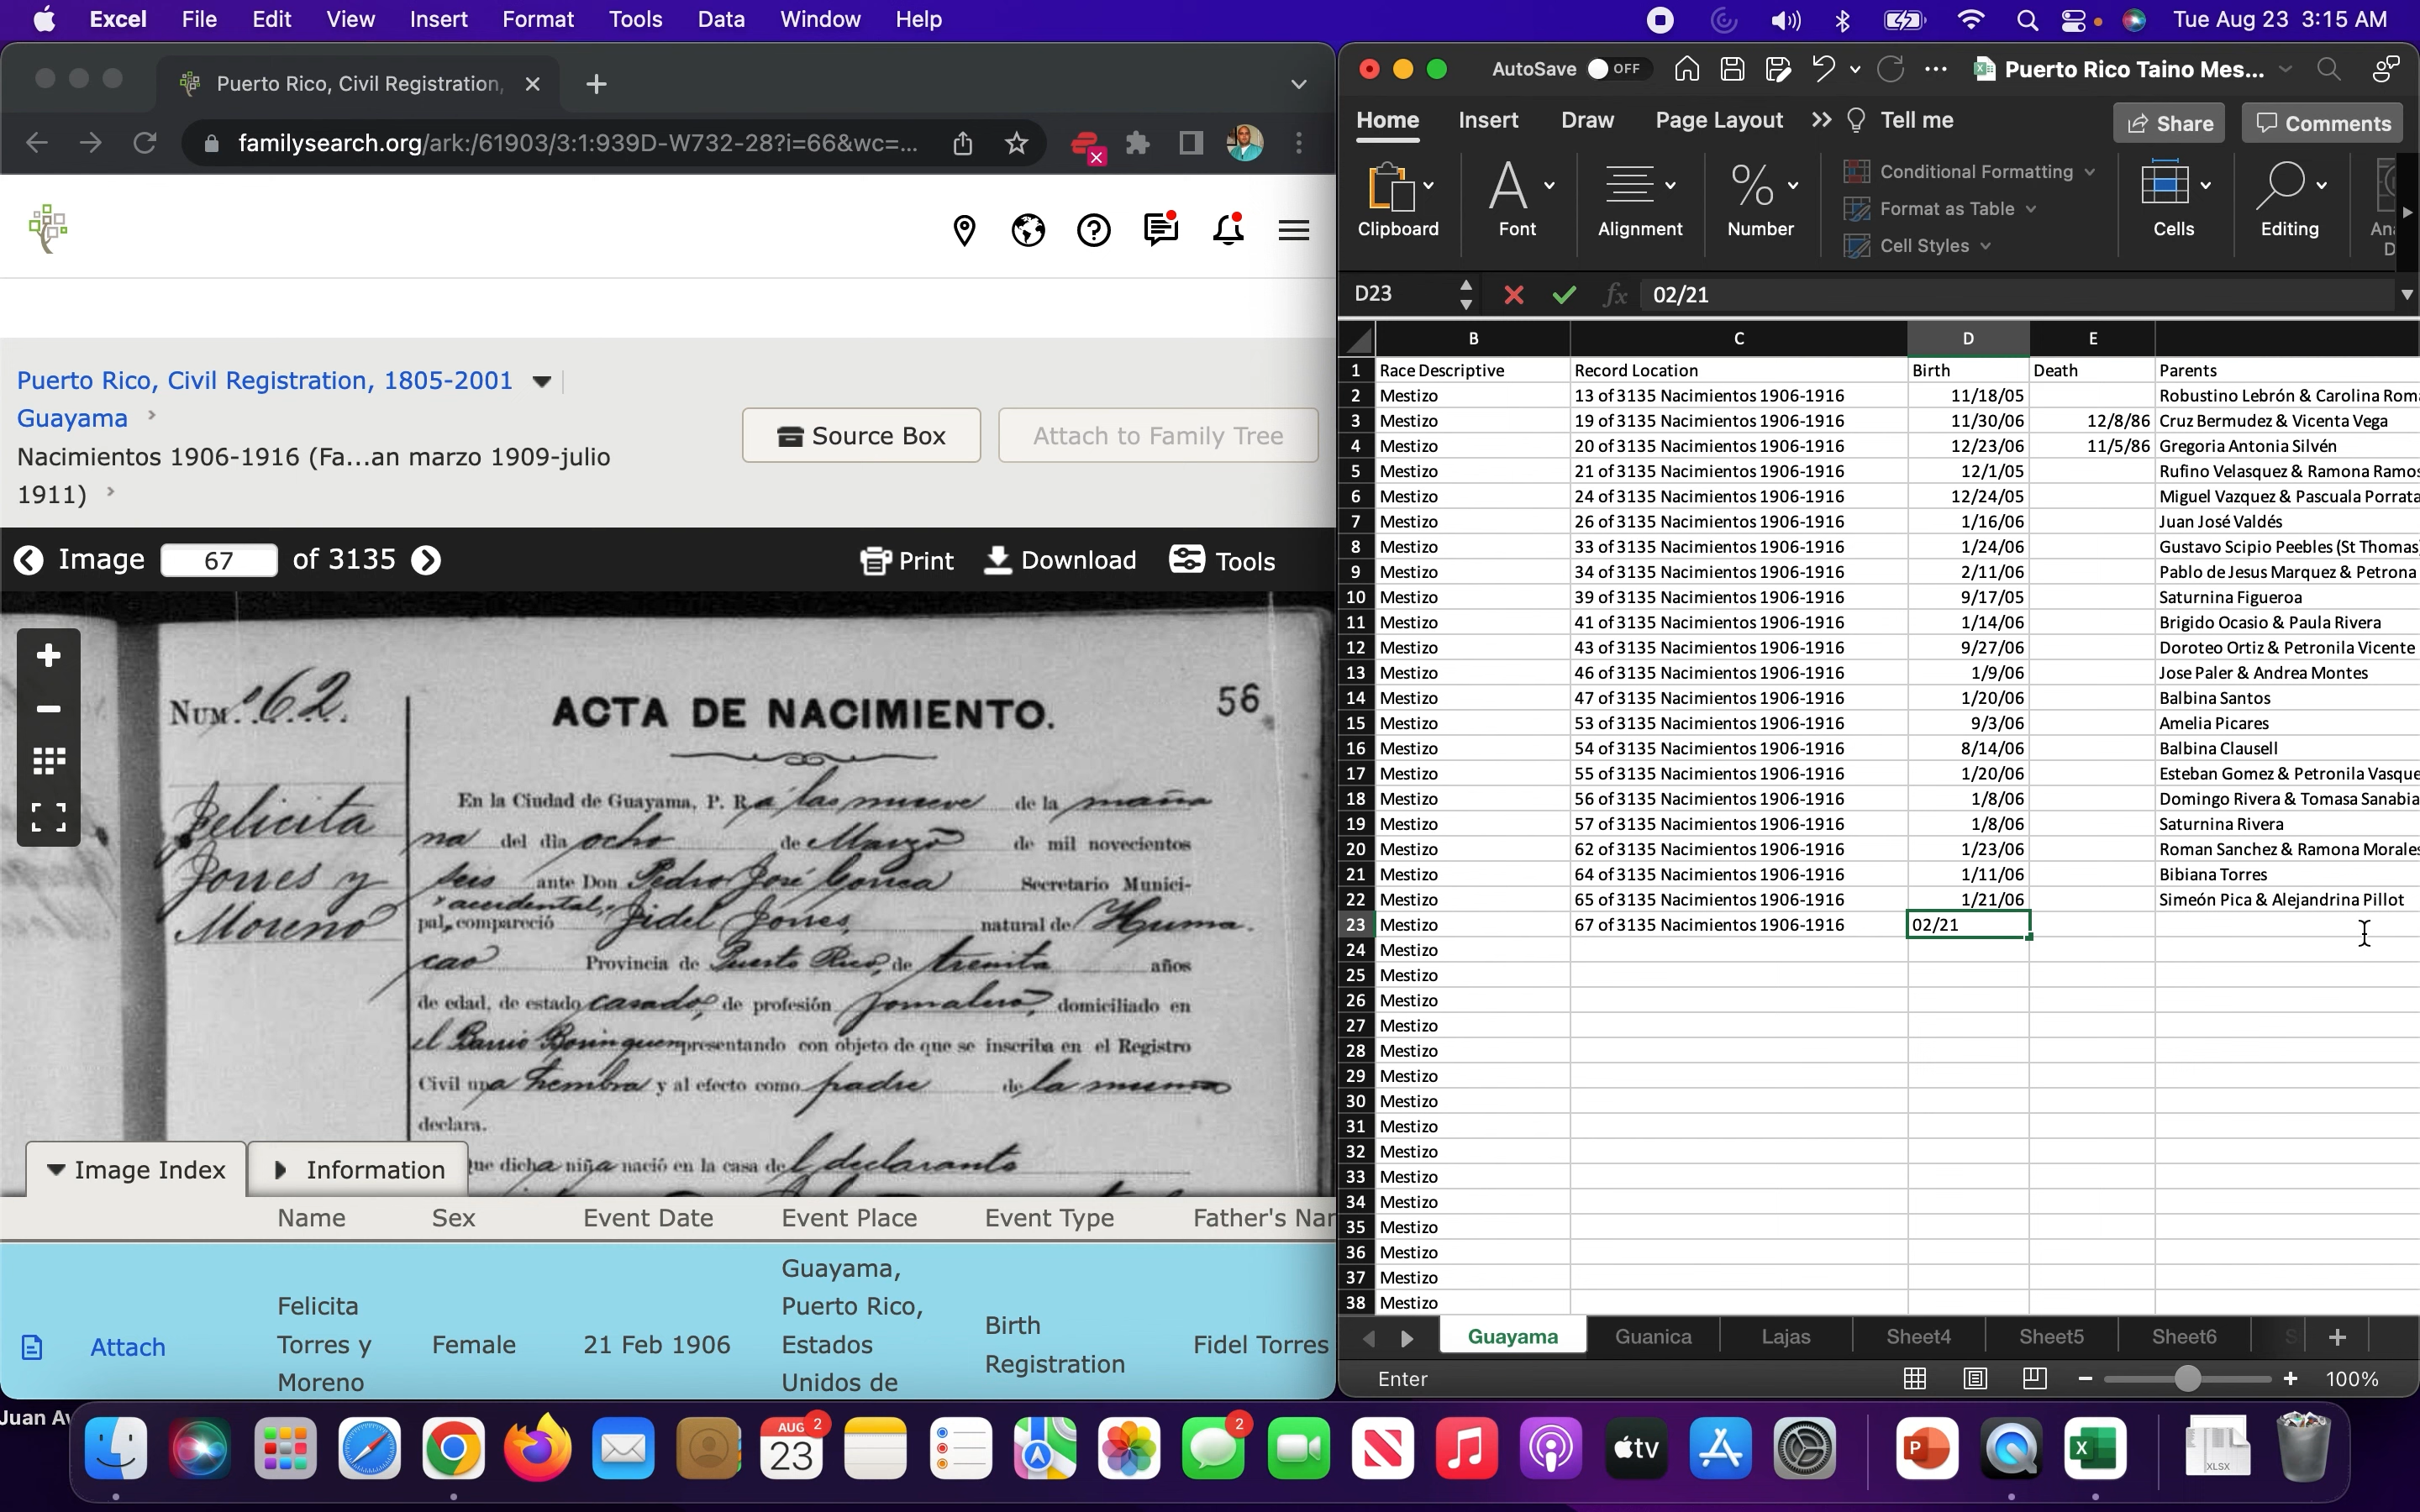 Excel File Edit View Insert Format Tools Data Window Help
Tue Aug 23 3:15 AM
Puerto Rico, Civil Registration,
familysearch.org/ark:/61903/3:1:939D-W732-28?i=66&wc=...
Puerto Rico, Civil Registration, 1805-2001
Guayama
Nacimientos 1906-1916 (Fa...an marzo 1909-julio
1911)
Source Box
Attach to Family Tree
Image 67 of 3135
Print Download Tools
Num. 62.
ACTA DE NACIMIENTO.
56
Felicita
Torres y
Moreno
En la Ciudad de Guayama, P. R. a las nueve de la maña
na del dia ocho de Marzo de mil novecientos
seis ante Don Pedro José Secretario Munici-
accidental,
pal, compareció Fidel Torres, natural de Huma.
cao Provincia de Puerto Rico, de treinta años
de edad, de estado casado, de profesión jornalero, domiciliado en
el Barrio Borinquen presentando con objeto de que se inscriba en el Registro
Civil una hembra y al efecto como padre de la misma
declara.
Que dicha niña nació en la casa del declarante
Image Index
Information
Name Sex Event Date Event Place Event Type Father's Nar
Attach
Felicita
Torres y
Moreno
Female
21 Feb 1906
Guayama,
Puerto Rico,
Estados
Unidos de
Birth
Registration
Fidel Torres
Juan Av
AutoSave OFF
Puerto Rico Taino Mes...
Home Insert Draw Page Layout Tell me
Share
Comments
Clipboard Font Alignment Number
Conditional Formatting
Format as Table
Cell Styles
Cells Editing
D23 fx 02/21
B C D E
1 Race Descriptive Record Location Birth Death Parents
2 Mestizo 13 of 3135 Nacimientos 1906-1916 11/18/05 Robustino Lebrón & Carolina Rom
3 Mestizo 19 of 3135 Nacimientos 1906-1916 11/30/06 12/8/86 Cruz Bermudez & Vicenta Vega
4 Mestizo 20 of 3135 Nacimientos 1906-1916 12/23/06 11/5/86 Gregoria Antonia Silvén
5 Mestizo 21 of 3135 Nacimientos 1906-1916 12/1/05 Rufino Velasquez & Ramona Ramos
6 Mestizo 24 of 3135 Nacimientos 1906-1916 12/24/05 Miguel Vazquez & Pascuala Porrata
7 Mestizo 26 of 3135 Nacimientos 1906-1916 1/16/06 Juan José Valdés
8 Mestizo 33 of 3135 Nacimientos 1906-1916 1/24/06 Gustavo Scipio Peebles (St Thomas
9 Mestizo 34 of 3135 Nacimientos 1906-1916 2/11/06 Pablo de Jesus Marquez & Petrona
10 Mestizo 39 of 3135 Nacimientos 1906-1916 9/17/05 Saturnina Figueroa
11 Mestizo 41 of 3135 Nacimientos 1906-1916 1/14/06 Brigido Ocasio & Paula Rivera
12 Mestizo 43 of 3135 Nacimientos 1906-1916 9/27/06 Doroteo Ortiz & Petronila Vicente
13 Mestizo 46 of 3135 Nacimientos 1906-1916 1/9/06 Jose Paler & Andrea Montes
14 Mestizo 47 of 3135 Nacimientos 1906-1916 1/20/06 Balbina Santos
15 Mestizo 53 of 3135 Nacimientos 1906-1916 9/3/06 Amelia Picares
16 Mestizo 54 of 3135 Nacimientos 1906-1916 8/14/06 Balbina Clausell
17 Mestizo 55 of 3135 Nacimientos 1906-1916 1/20/06 Esteban Gomez & Petronila Vasque
18 Mestizo 56 of 3135 Nacimientos 1906-1916 1/8/06 Domingo Rivera & Tomasa Sanabia
19 Mestizo 57 of 3135 Nacimientos 1906-1916 1/8/06 Saturnina Rivera
20 Mestizo 62 of 3135 Nacimientos 1906-1916 1/23/06 Roman Sanchez & Ramona Morales
21 Mestizo 64 of 3135 Nacimientos 1906-1916 1/11/06 Bibiana Torres
22 Mestizo 65 of 3135 Nacimientos 1906-1916 1/21/06 Simeón Pica & Alejandrina Pillot
23 Mestizo 67 of 3135 Nacimientos 1906-1916 02/21
24 Mestizo
25 Mestizo
26 Mestizo
27 Mestizo
28 Mestizo
29 Mestizo
30 Mestizo
31 Mestizo
32 Mestizo
33 Mestizo
34 Mestizo
35 Mestizo
36 Mestizo
37 Mestizo
38 Mestizo
Guayama Guanica Lajas Sheet4 Sheet5 Sheet6
Enter
100%
AUG
23
2
2
tv
P
X
XLSX